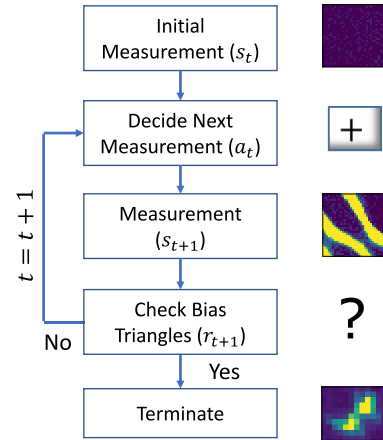 Initial
Measurement (s_t)
Decide Next
Measurement (a_t)
+
t = t + 1
Measurement
(s_{t+1})
Check Bias
Triangles (r_{t+1})
?
No
Yes
Terminate